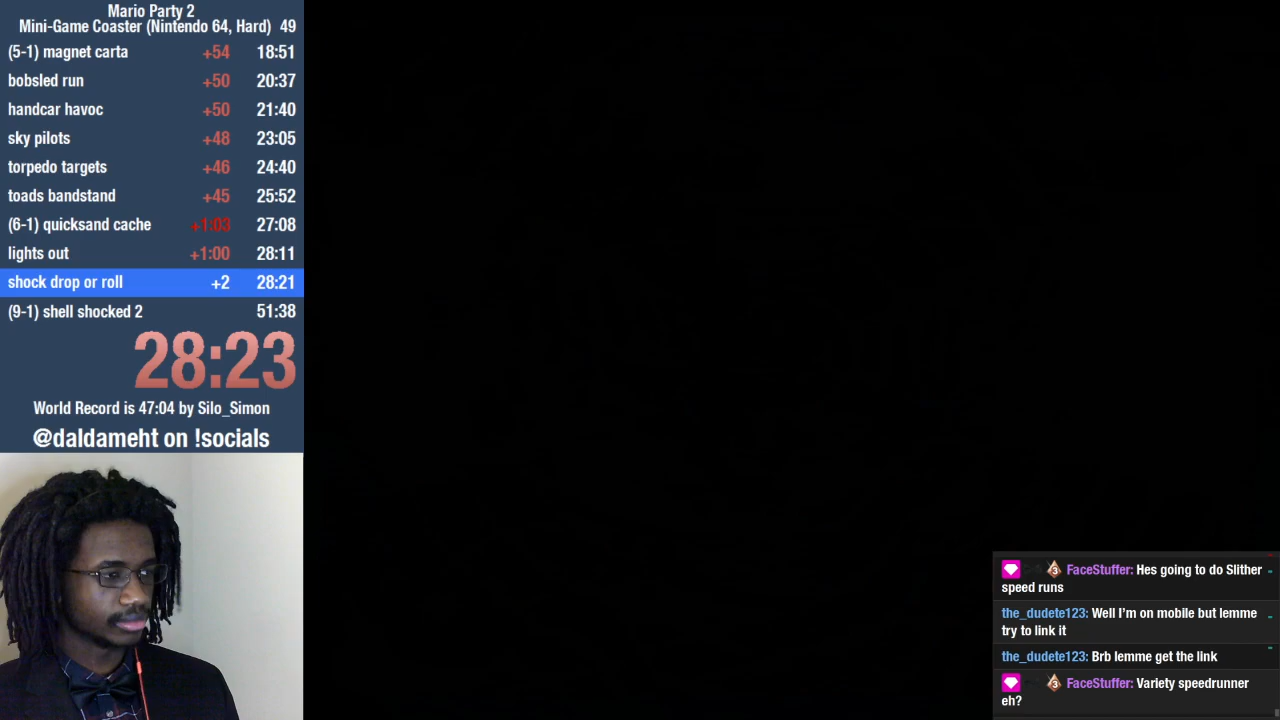 Mario Party 2
Mini-Game Coaster (Nintendo 64, Hard) 49
(5-1) magnet carta +54 18:51
bobsled run +50 20:37
handcar havoc +50 21:40
sky pilots +48 23:05
torpedo targets +46 24:40
toads bandstand +45 25:52
(6-1) quicksand cache +1:03 27:08
lights out +1:00 28:11
shock drop or roll +2 28:21
(9-1) shell shocked 2 51:38
28:23
World Record is 47:04 by Silo_Simon
@daldameht on !socials
3 FaceStuffer: Hes going to do Slither
speed runs
the_dudete123: Well I'm on mobile but lemme
try to link it
the_dudete123: Brb lemme get the link
3 FaceStuffer: Variety speedrunner
eh?